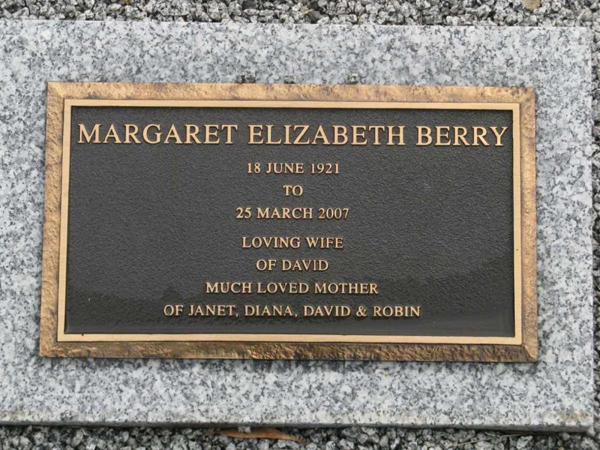 MARGARET ELIZABETH BERRY
18 JUNE 1921
TO
25 MARCH 2007
LOVING WIFE
OF DAVID
MUCH LOVED MOTHER
OF JANET, DIANA, DAVID & ROBIN